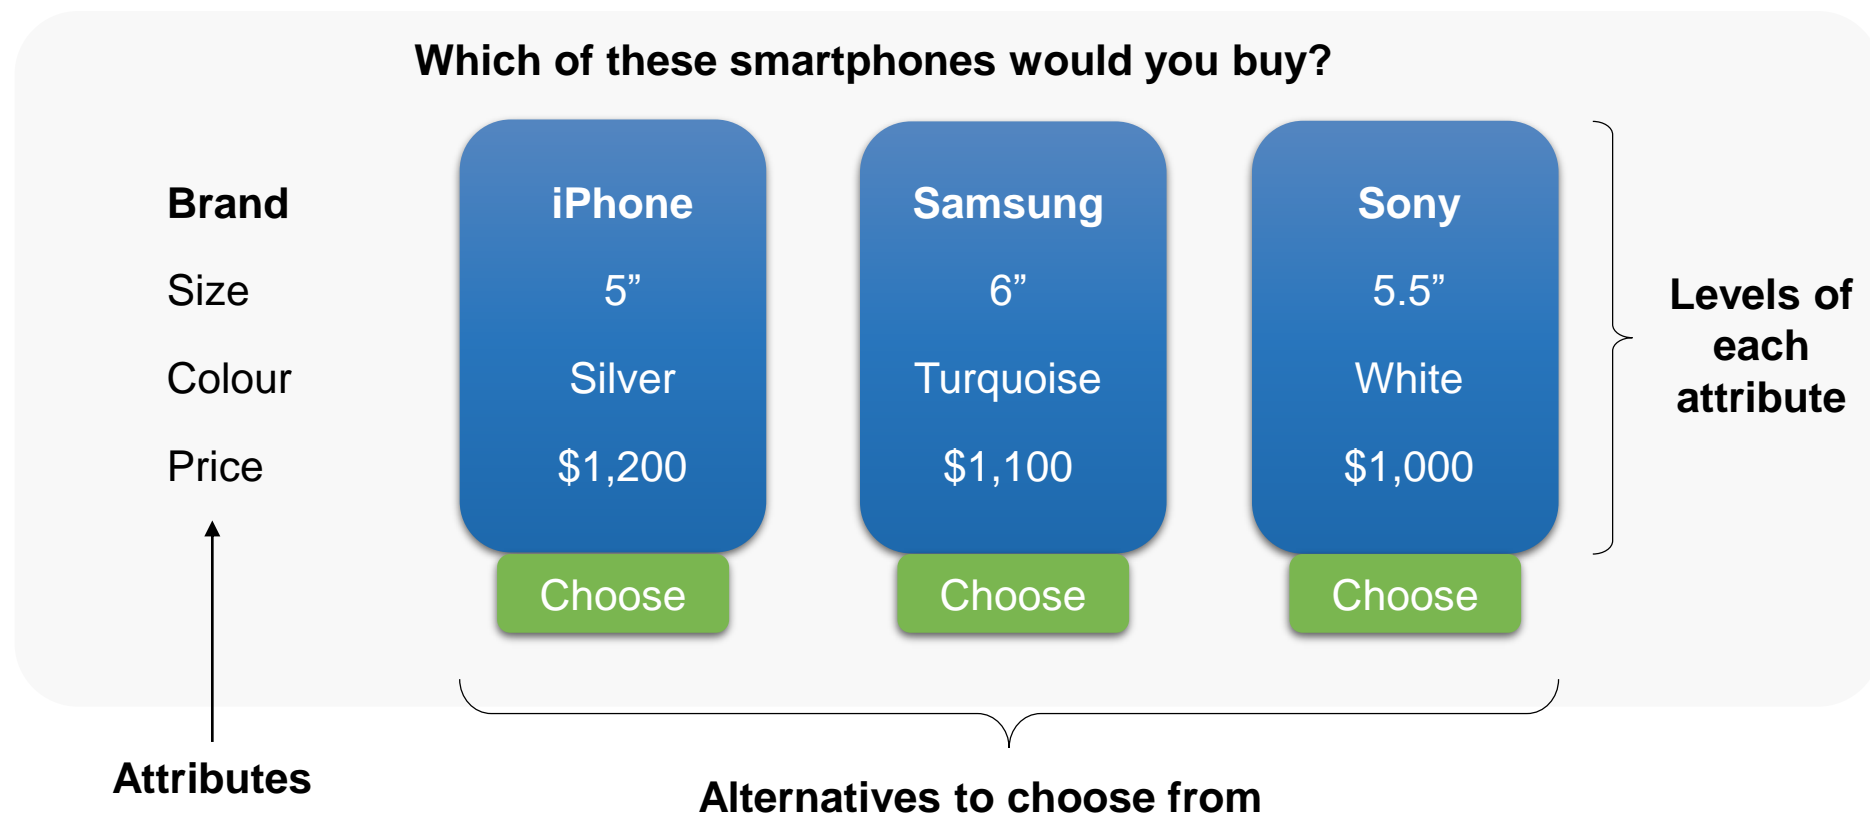 Which of these smartphones would you buy?
Brand iPhone Samsung Sony
Size 5” 6” 5.5”
Colour Silver Turquoise White
Price $1,200 $1,100 $1,000
Choose Choose Choose
Levels of
each
attribute
Attributes
Alternatives to choose from